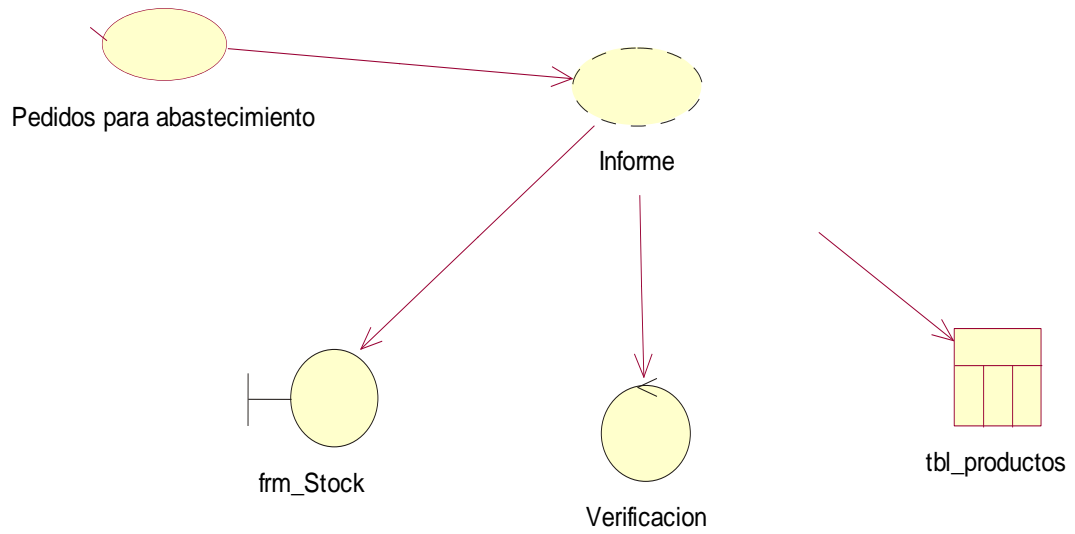 Pedidos para abastecimiento
Informe
frm_Stock
Verificacion
tbl_productos